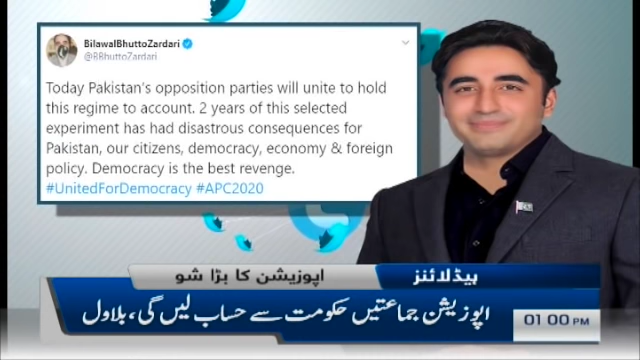 BilawalBhuttoZardari
@BBhuttoZardari
Today Pakistan's opposition parties will unite to hold
this regime to account. 2 years of this selected
experiment has had disastrous consequences for
Pakistan, our citizens, democracy, economy & foreign
policy. Democracy is the best revenge.
#UnitedForDemocracy #APC2020
ہیڈلائنز
اپوزیشن کا بڑا شو
اپوزیشن جماعتیں حکومت سے حساب لیں گی، بلاول
01:00 PM